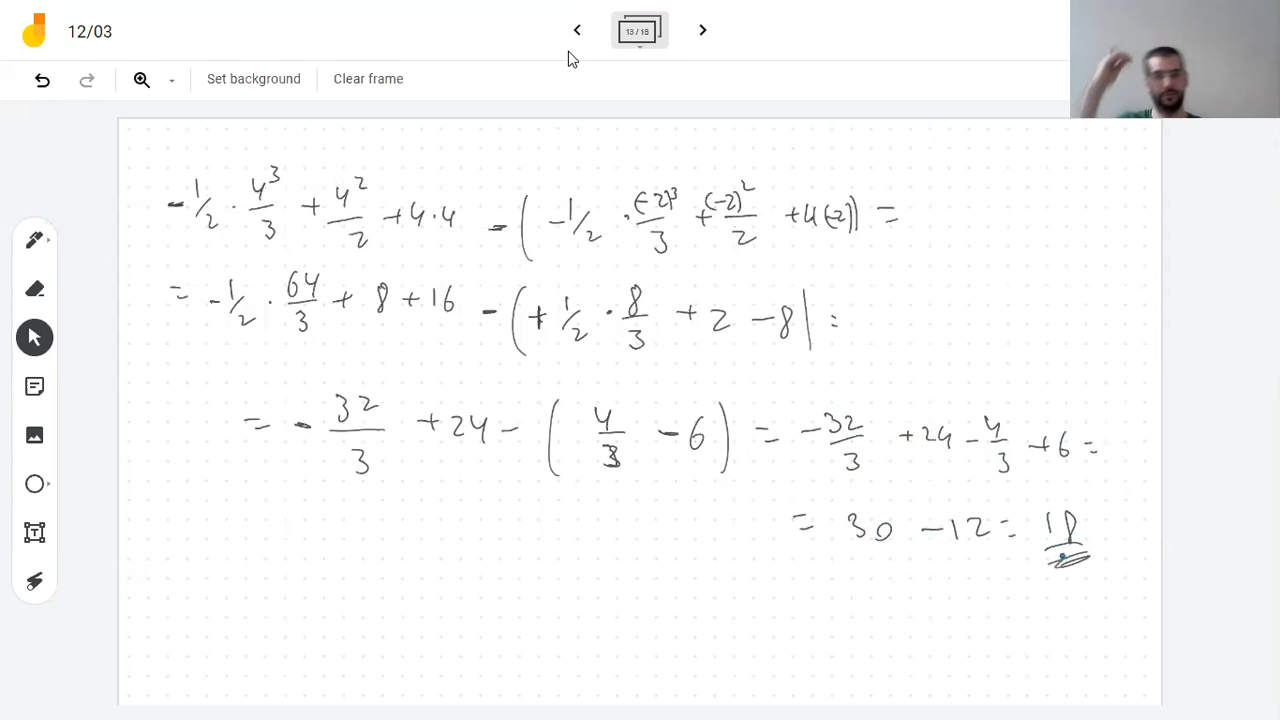 12/03
13 / 18
Set background
Clear frame
-1/2 · 4³/3 + 4²/2 + 4·4 - ( -1/2 · (-2)³/3 + (-2)²/2 + 4(-2)) =
= -1/2 · 64/3 + 8 + 16 - ( + 1/2 · 8/3 + 2 - 8 ) =
= - 32/3 + 24 - ( 4/3 - 6 ) = -32/3 + 24 - 4/3 + 6 =
= 30 - 12 = 18